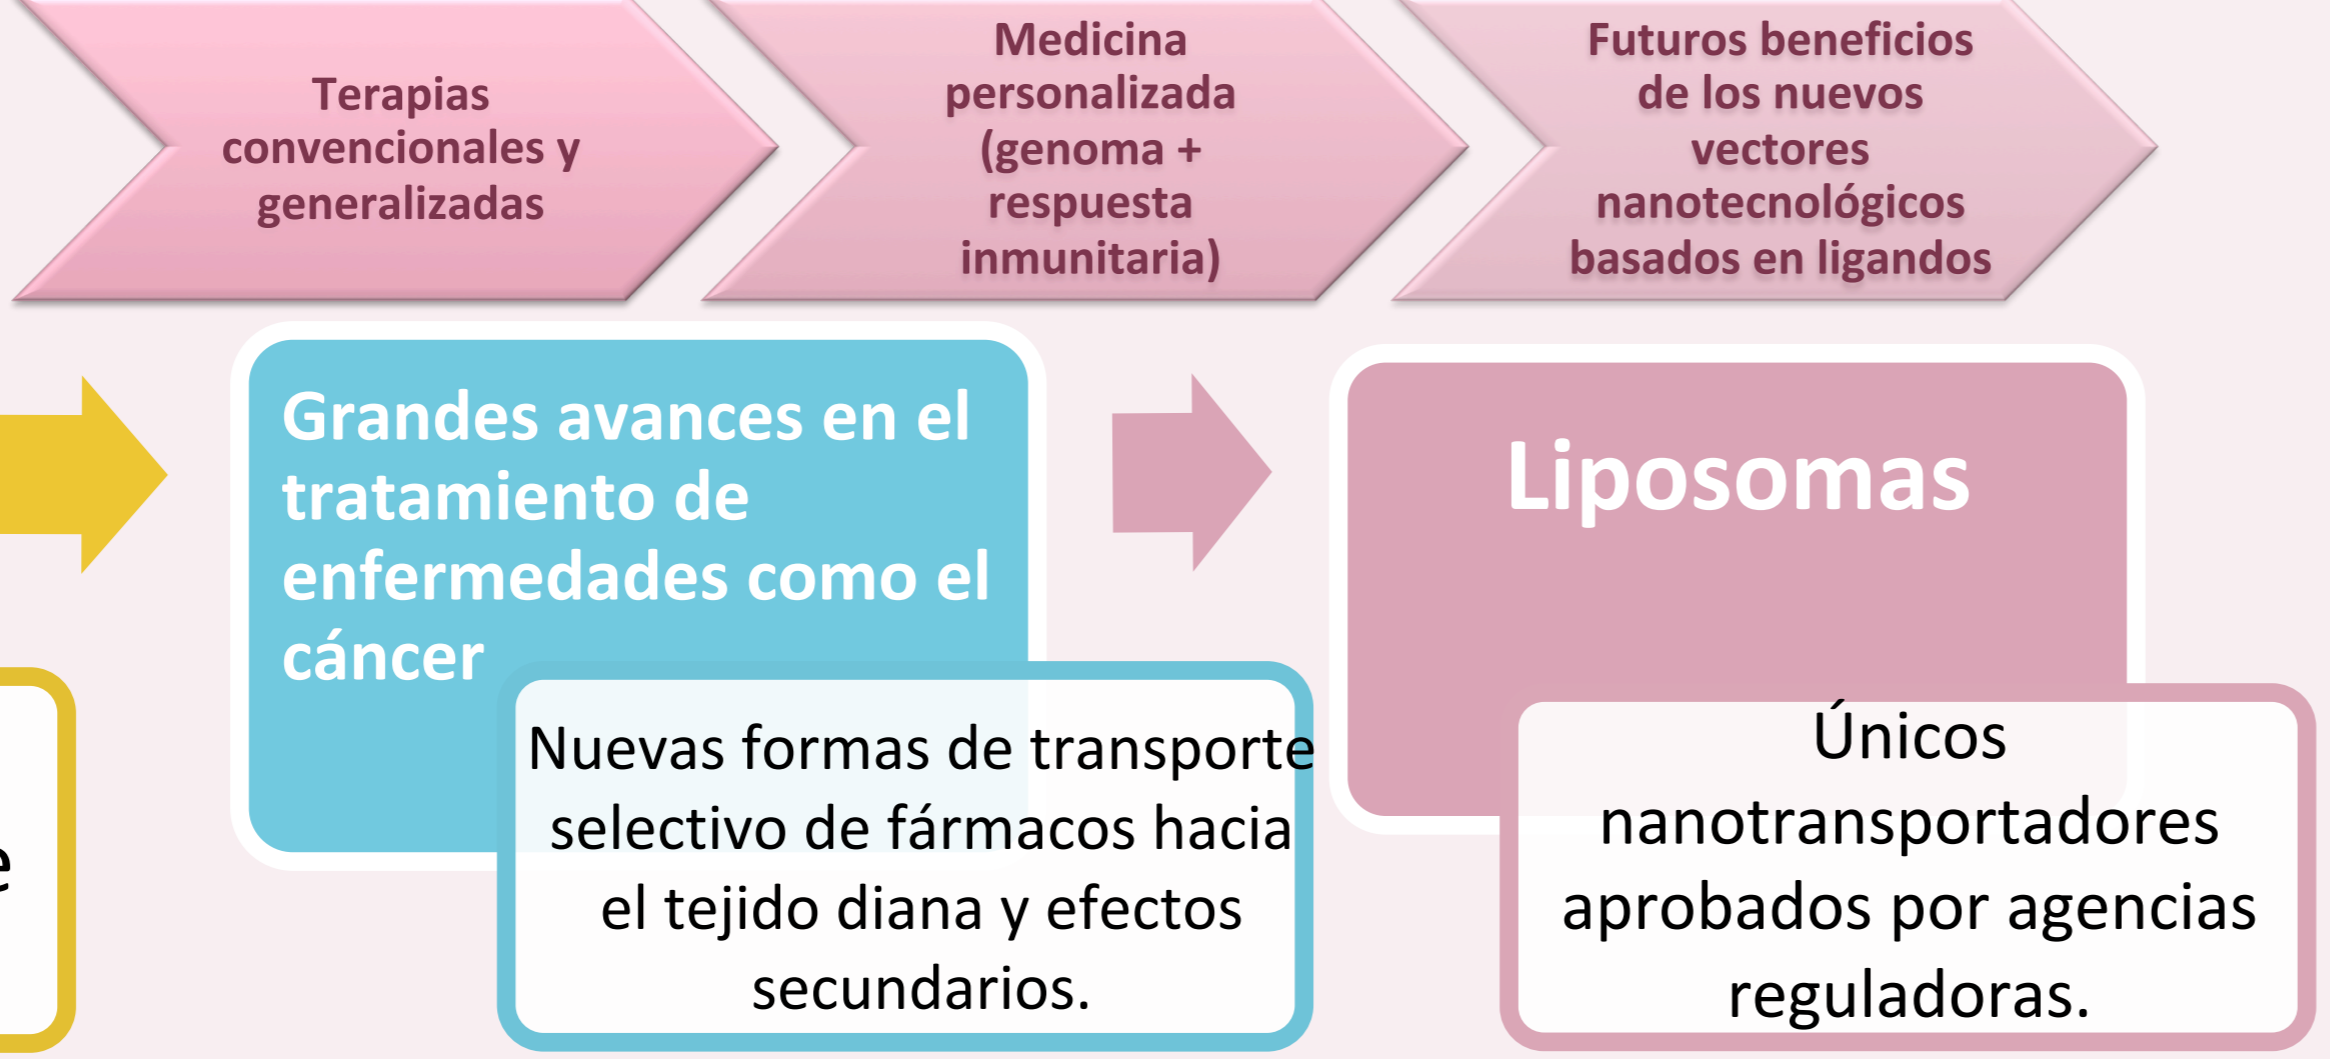 Terapias
convencionales y
generalizadas
Medicina
personalizada
(genoma +
respuesta
inmunitaria)
Futuros beneficios
de los nuevos
vectores
nanotecnológicos
basados en ligandos
e
Grandes avances en el
tratamiento de
enfermedades como el
cáncer
Nuevas formas de transporte
selectivo de fármacos hacia
el tejido diana y efectos
secundarios.
Liposomas
Únicos
nanotransportadores
aprobados por agencias
reguladoras.